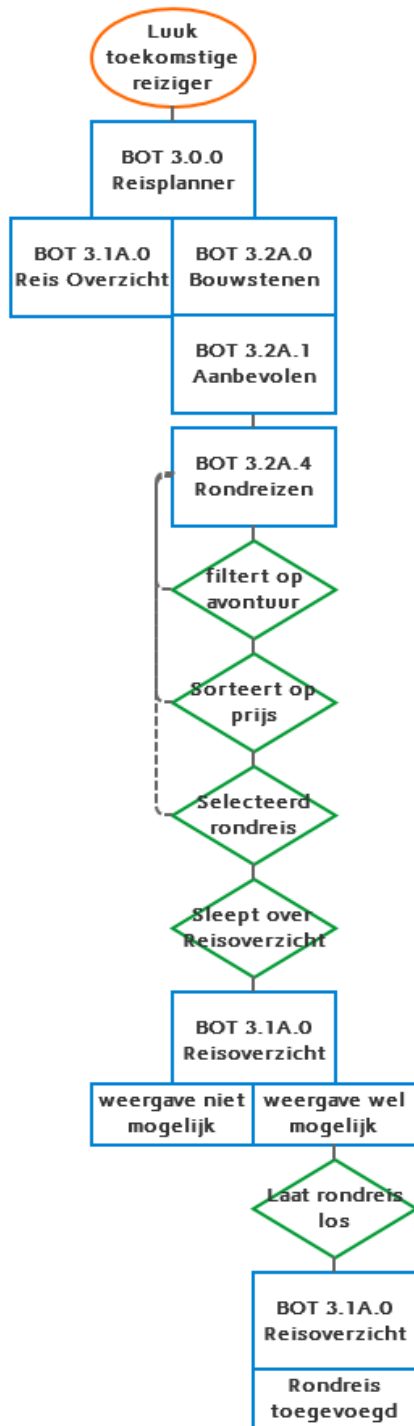 Luuk
toekomstige
reiziger
BOT 3.0.0
Reisplanner
BOT 3.1A.0
Reis Overzicht
BOT 3.2A.0
Bouwstenen
BOT 3.2A.1
Aanbevolen
BOT 3.2A.4
Rondreizen
filtert op
avontuur
Sorteert op
prijs
Selecteerd
rondreis
Sleept over
Reisoverzicht
BOT 3.1A.0
Reisoverzicht
weergave niet
mogelijk
weergave wel
mogelijk
Laat rondreis
los
BOT 3.1A.0
Reisoverzicht
Rondreis
toegevoegd